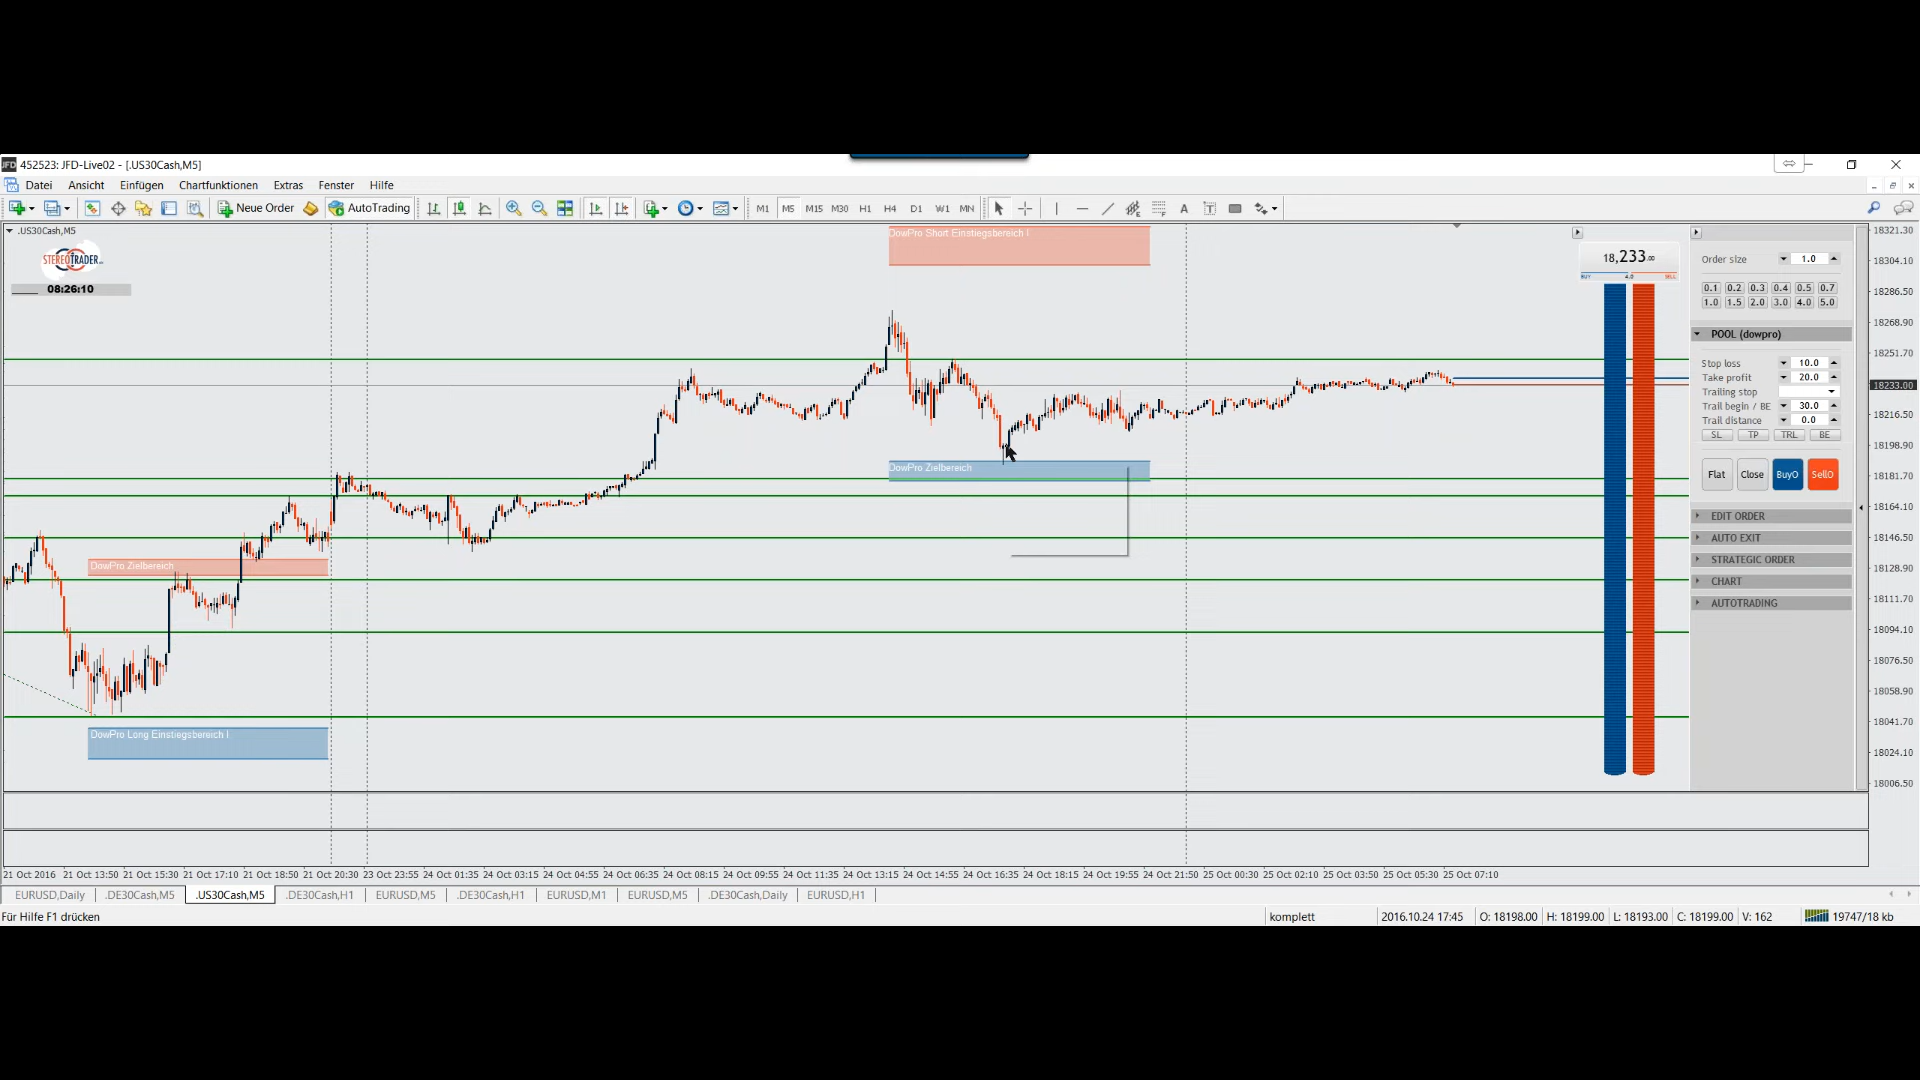 JFD 452523: JFD-Live02 - [.US30Cash,M5]
Datei Ansicht Einfügen Chartfunktionen Extras Fenster Hilfe
Neue Order AutoTrading M1 M5 M15 M30 H1 H4 D1 W1 MN A T
.US30Cash,M5
STEREOTRADER
08:26:10
DowPro Short Einstiegsbereich I
DowPro Zielbereich
DowPro Zielbereich
DowPro Long Einstiegsbereich I
18,233.00
BUY 4.0 SELL
Order size 1.0
0.1 0.2 0.3 0.4 0.5 0.7
1.0 1.5 2.0 3.0 4.0 5.0
POOL (dowpro)
Stop loss 10.0
Take profit 20.0
Trailing stop
Trail begin / BE 30.0
Trail distance 0.0
SL TP TRL BE
Flat Close BuyO SellO
EDIT ORDER
AUTO EXIT
STRATEGIC ORDER
CHART
AUTOTRADING
18321.30
18304.10
18286.50
18268.90
18251.70
18233.00
18216.50
18198.90
18181.70
18164.10
18146.50
18128.90
18111.70
18094.10
18076.50
18058.90
18041.70
18024.10
18006.50
21 Oct 2016 21 Oct 13:50 21 Oct 15:30 21 Oct 17:10 21 Oct 18:50 21 Oct 20:30 23 Oct 23:55 24 Oct 01:35 24 Oct 03:15 24 Oct 04:55 24 Oct 06:35 24 Oct 08:15 24 Oct 09:55 24 Oct 11:35 24 Oct 13:15 24 Oct 14:55 24 Oct 16:35 24 Oct 18:15 24 Oct 19:55 24 Oct 21:50 25 Oct 00:30 25 Oct 02:10 25 Oct 03:50 25 Oct 05:30 25 Oct 07:10
EURUSD,Daily .DE30Cash,M5 .US30Cash,M5 .DE30Cash,H1 EURUSD,M5 .DE30Cash,H1 EURUSD,M1 EURUSD,M5 .DE30Cash,Daily EURUSD,H1
Für Hilfe F1 drücken komplett 2016.10.24 17:45 O: 18198.00 H: 18199.00 L: 18193.00 C: 18199.00 V: 162 19747/18 kb